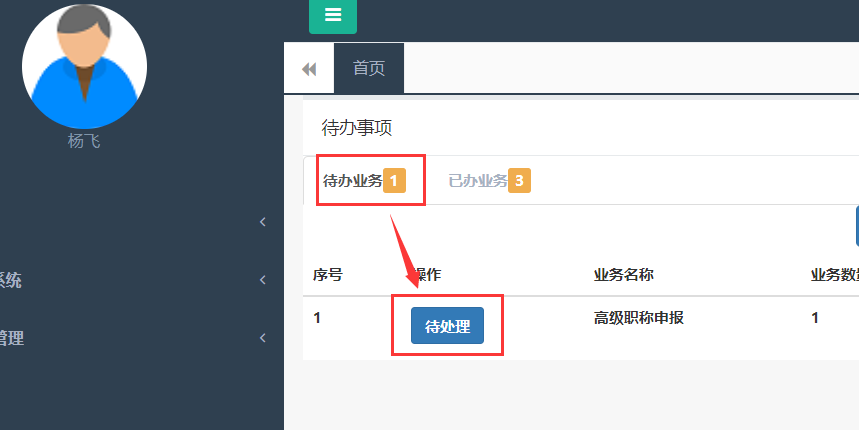 首页
杨飞
待办事项
待办业务 1
已办业务 3
系统
管理
序号 操作 业务名称 业务数
1 待处理 高级职称申报 1